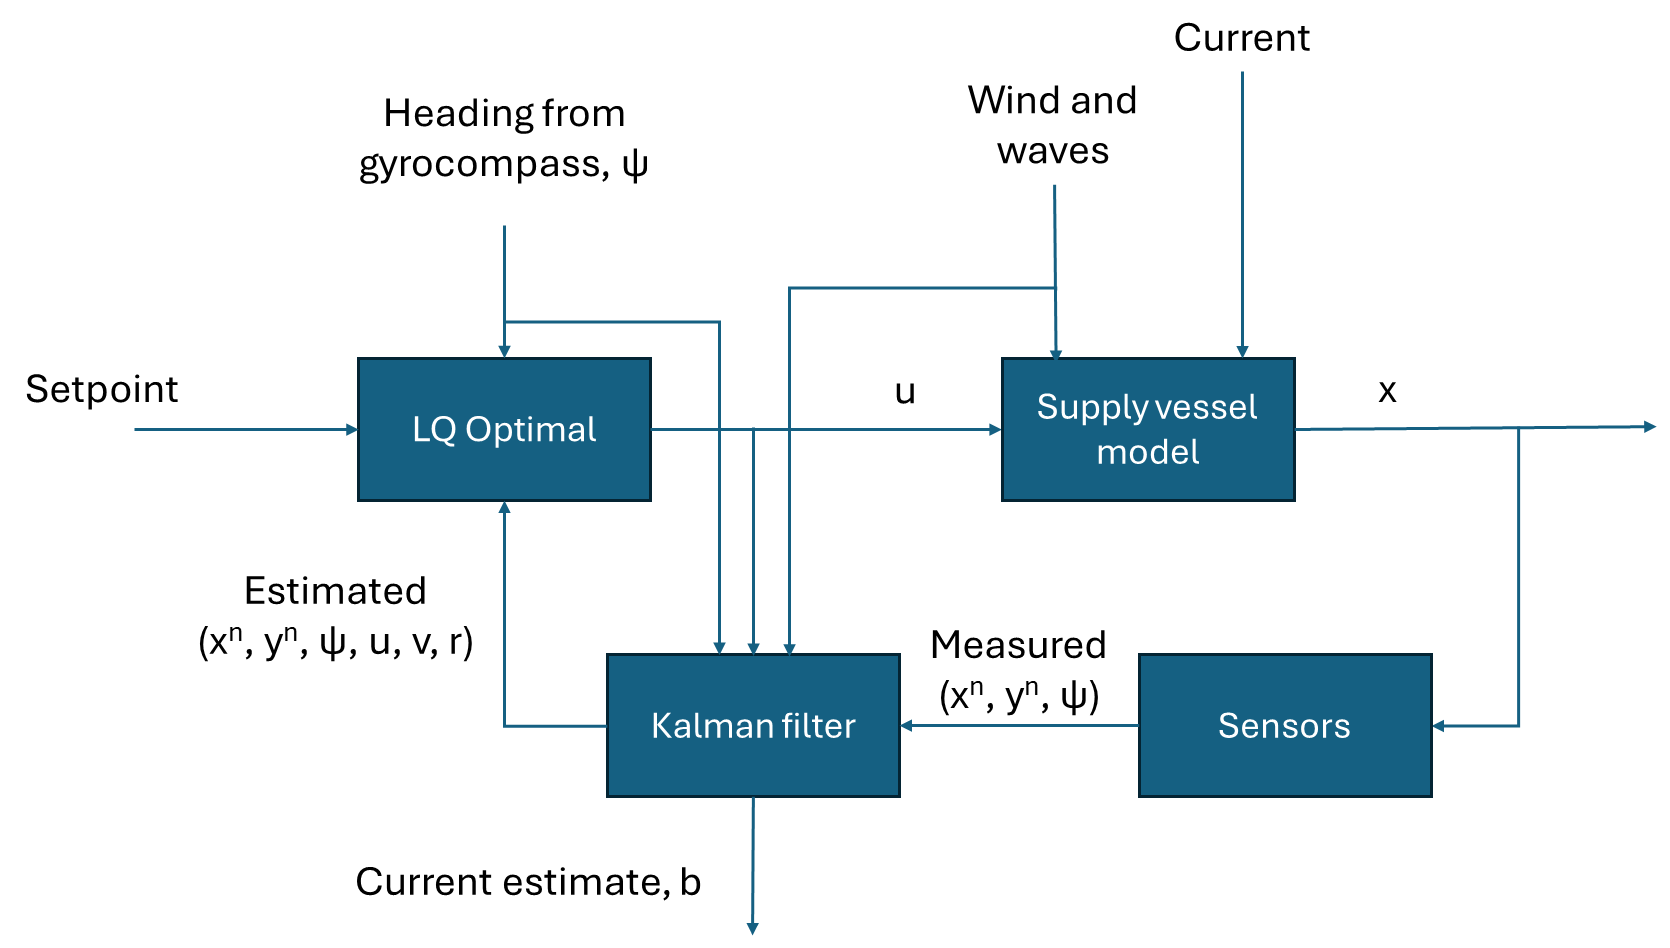 Current
Wind and
waves
Heading from
gyrocompass, ψ
Setpoint
LQ Optimal
u
Supply vessel
model
x
Estimated
(xⁿ, yⁿ, ψ, u, v, r)
Measured
(xⁿ, yⁿ, ψ)
Kalman filter
Sensors
Current estimate, b